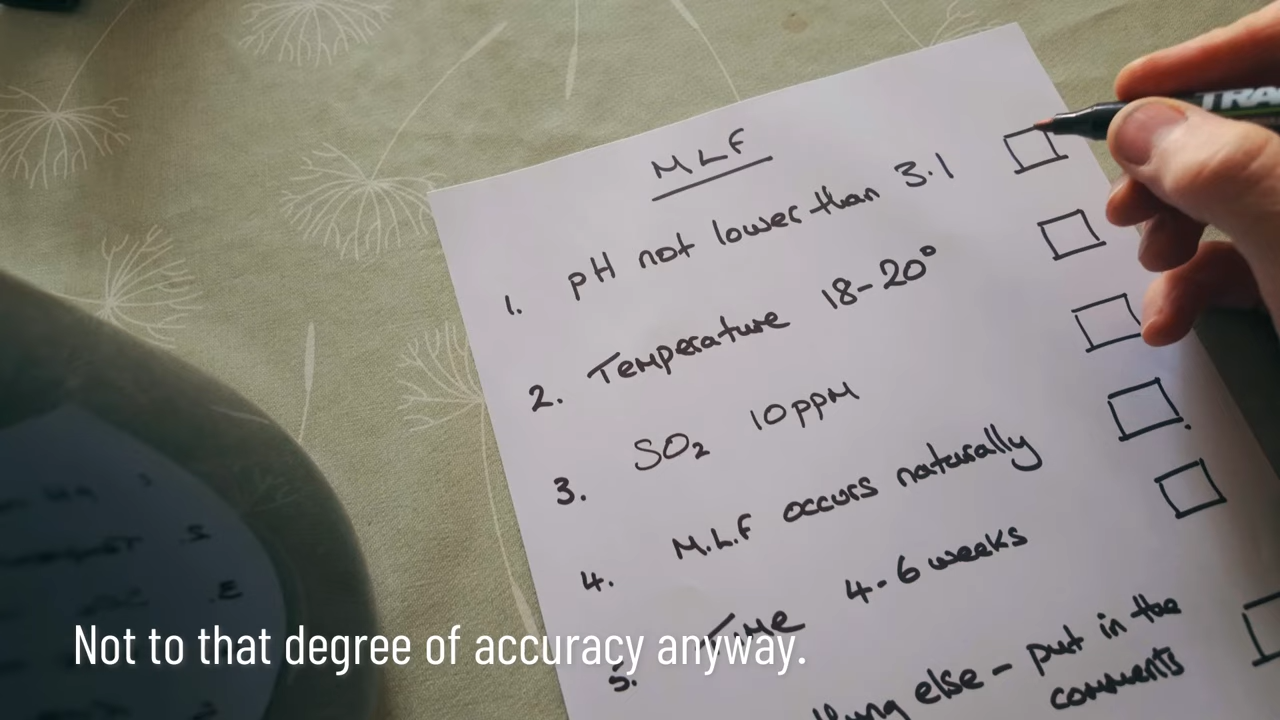 MLF
1. pH not lower than 3.1
2. Temperature 18-20°
3. SO₂ 10ppm
4. M.L.F occurs naturally
5. Time 4-6 weeks
else - put in the
comments
Not to that degree of accuracy anyway.